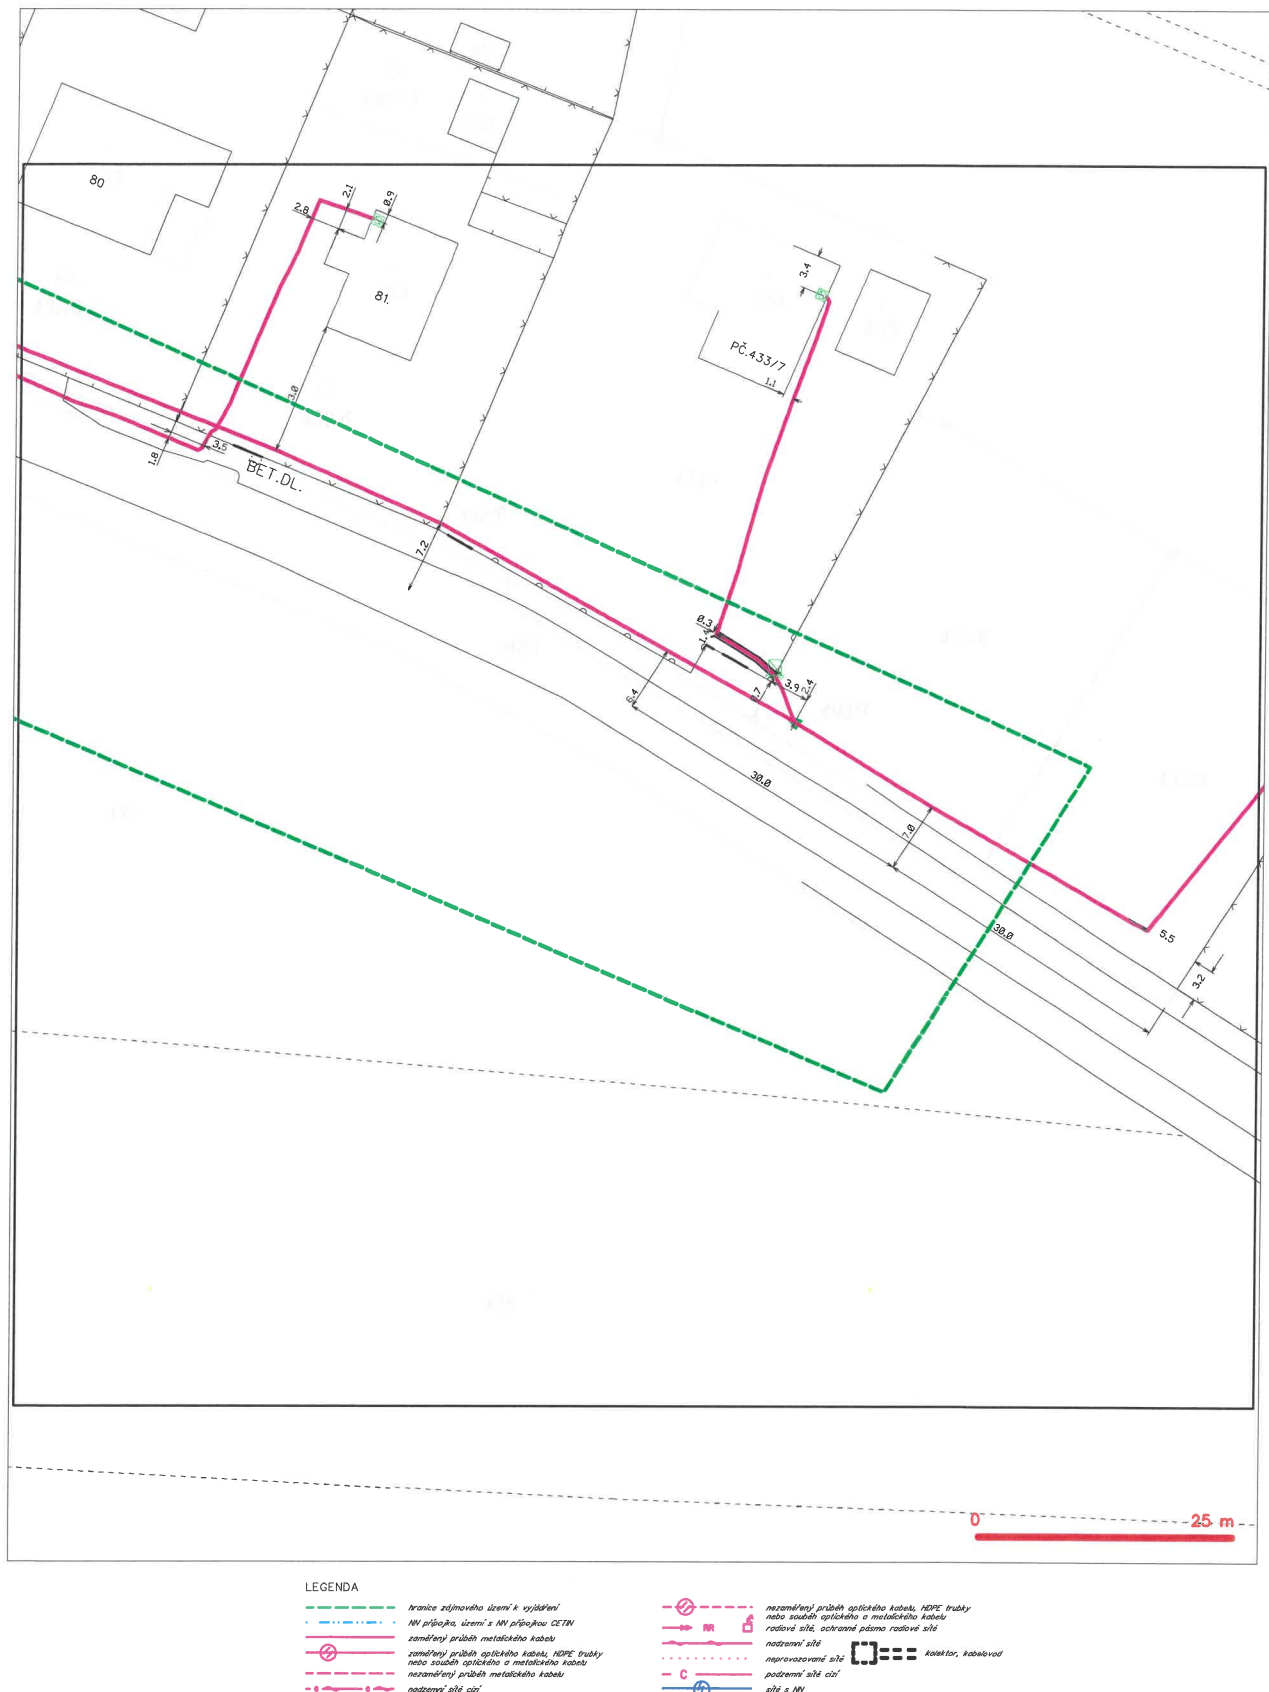 80
2.1
0.9
2.8
81.
3.4
PČ.433/7
1.1
3.0
3.5
1.8
BET.DL.
7.2
0.3
1.4
3.9
2.4
0.7
6.4
30.0
7.0
30.0
5.5
3.2
0 25 m
LEGENDA
hranice zájmového území k vyjádření
NN přípojka, území s NN přípojkou CETIN
zaměřený průběh metalického kabelu
zaměřený průběh optického kabelu, HDPE trubky
nebo souběh optického a metalického kabelu
nezaměřený průběh metalického kabelu
nadzemní sítě cizí
nezaměřený průběh optického kabelu, HDPE trubky
nebo souběh optického a metalického kabelu
RR radiové sítě, ochranné pásmo radiové sítě
nadzemní sítě
neprovozované sítě
kolektor, kabelovod
C podzemní sítě cizí
sítě s NN